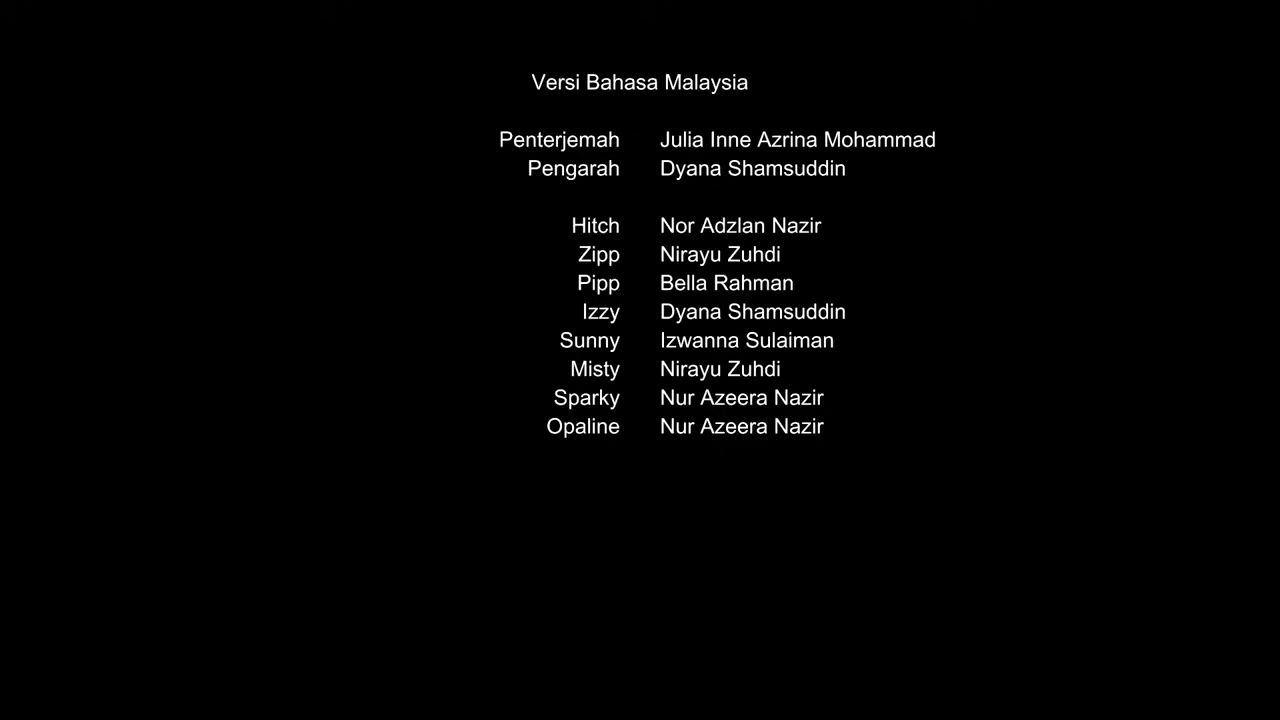 Versi Bahasa Malaysia
Penterjemah Julia Inne Azrina Mohammad
Pengarah Dyana Shamsuddin
Hitch Nor Adzlan Nazir
Zipp Nirayu Zuhdi
Pipp Bella Rahman
Izzy Dyana Shamsuddin
Sunny Izwanna Sulaiman
Misty Nirayu Zuhdi
Sparky Nur Azeera Nazir
Opaline Nur Azeera Nazir